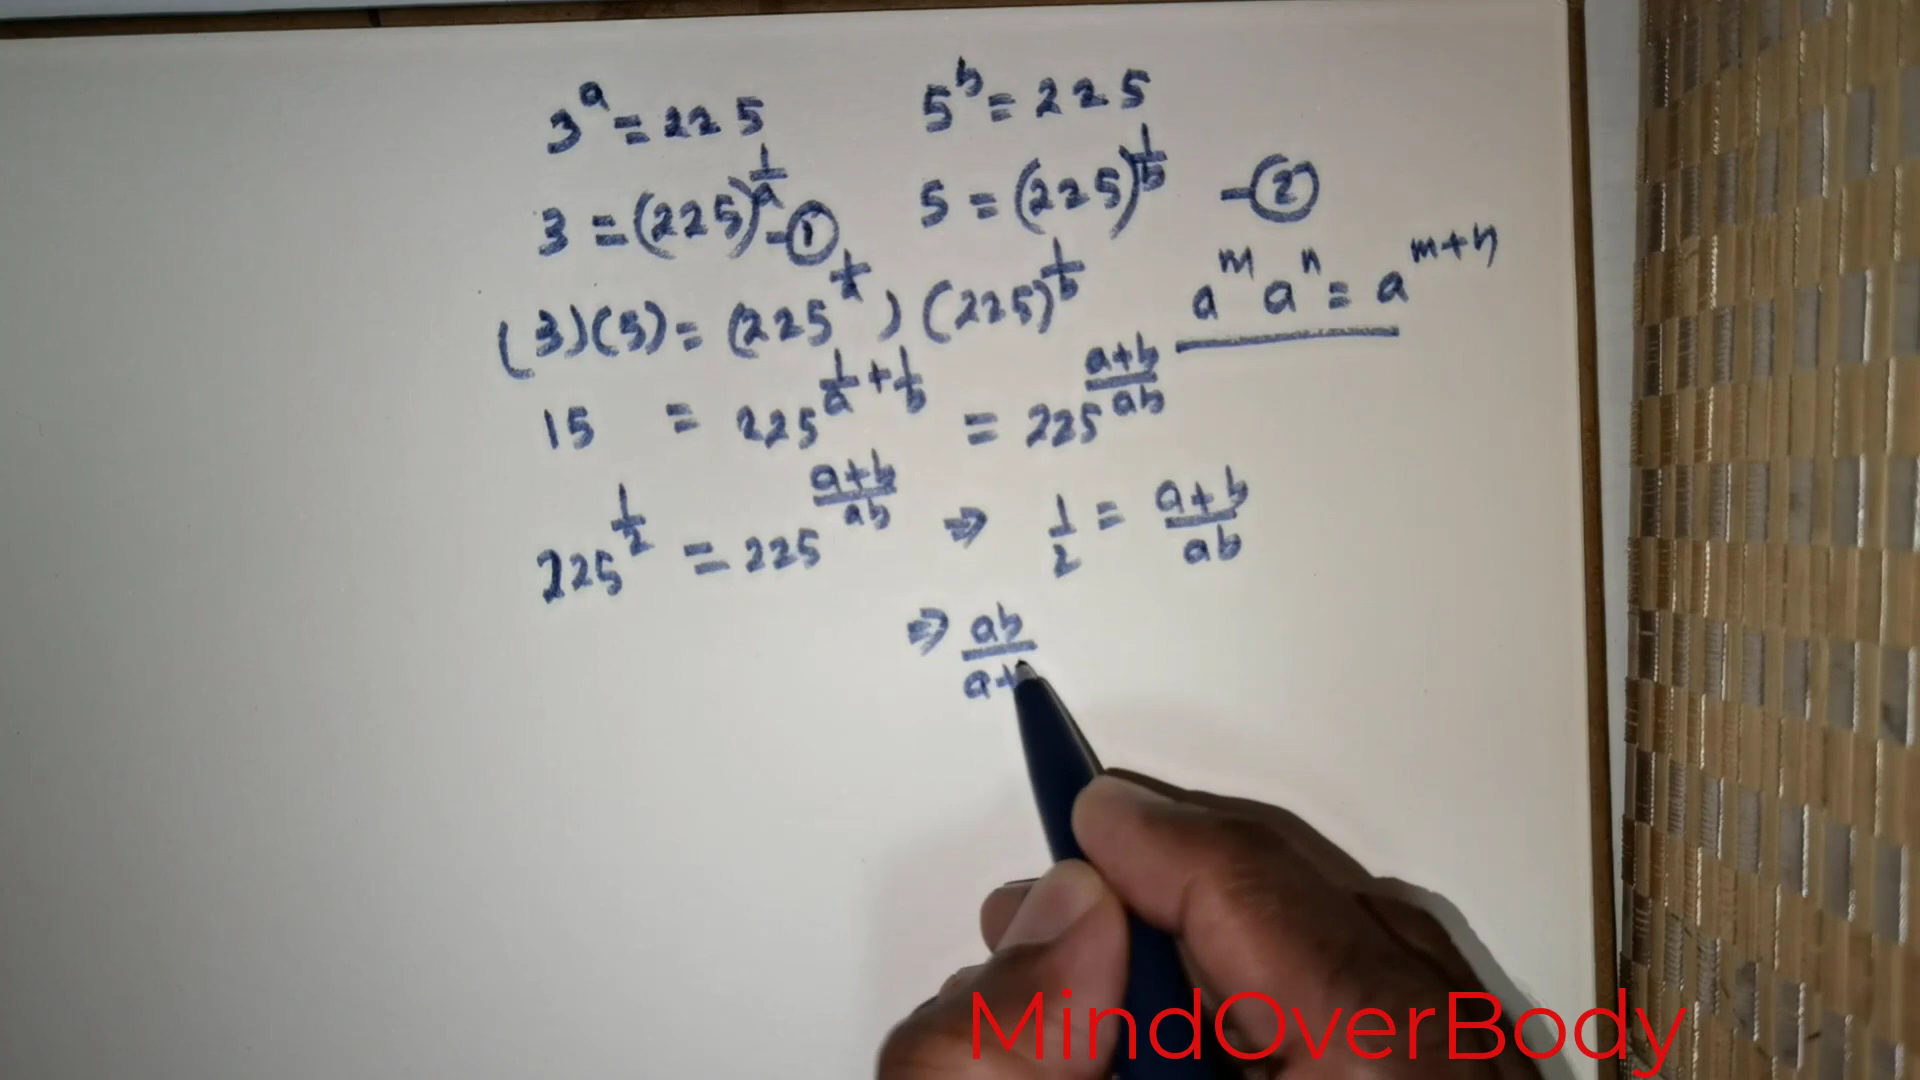 3^a = 225 5^b = 225
3 = (225)^1/a - ① 5 = (225)^1/b - ②
(3)(5) = (225^1/a) (225)^1/b a^m a^n = a^m+n
15 = 225^1/a + 1/b = 225^a+b/ab
225^1/2 = 225^a+b/ab ⇒ 1/2 = a+b/ab
⇒ ab/a+
MindOverBody